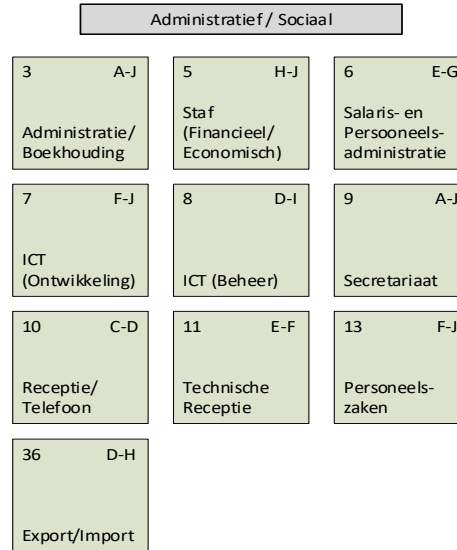 Administratief / Sociaal
3 A-J
Administratie/
Boekhouding
5 H-J
Staf
(Financieel/
Economisch)
6 E-G
Salaris- en
Persooneels-
administratie
7 F-J
ICT
(Ontwikkeling)
8 D-I
ICT (Beheer)
9 A-J
Secretariaat
10 C-D
Receptie/
Telefoon
11 E-F
Technische
Receptie
13 F-J
Personeels-
zaken
36 D-H
Export/Import